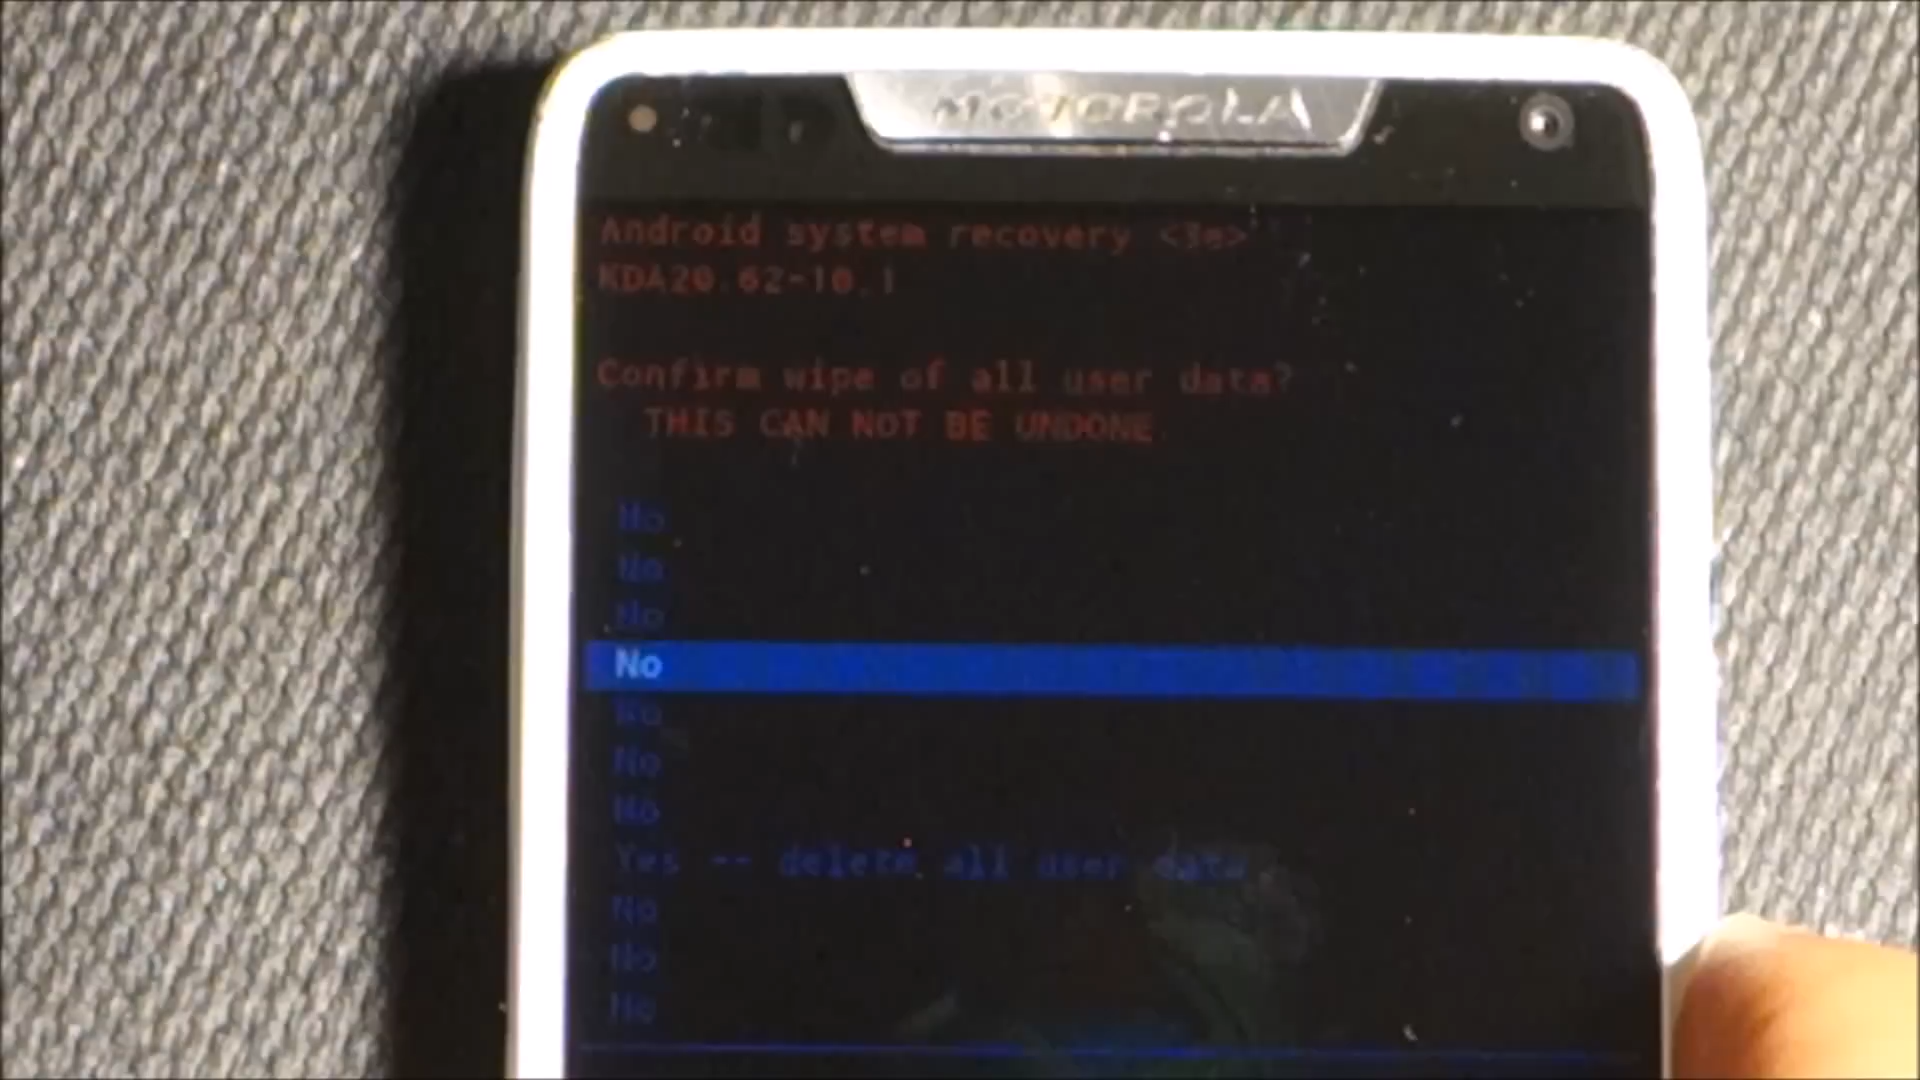 MOTOROLA
Android system recovery <3e>
KDA20.62-10.1
Confirm wipe of all user data?
THIS CAN NOT BE UNDONE.
No
No
No
No
No
No
No
Yes -- delete all user data
No
No
No